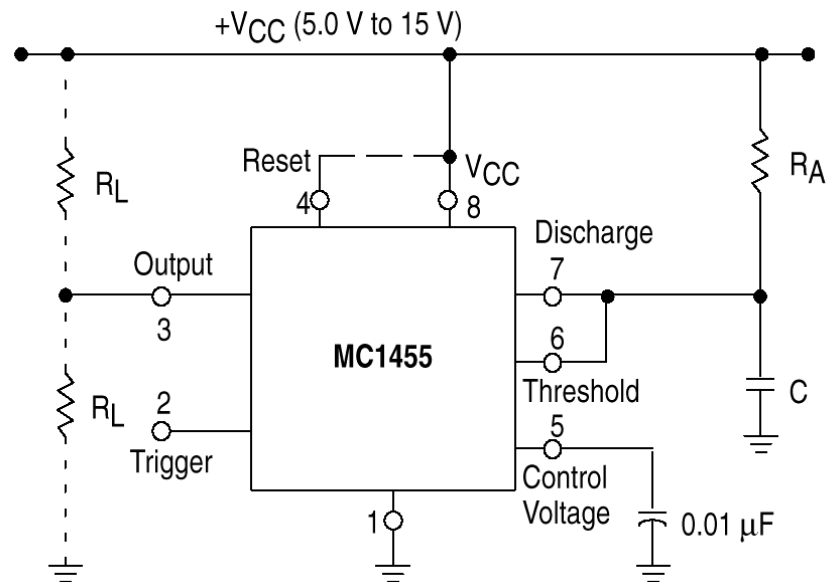 +VCC (5.0 V to 15 V)
Reset
VCC
4
8
RL
RA
Discharge
7
Output
3
6
Threshold
MC1455
C
RL
2
Trigger
5
Control
Voltage
1
0.01 µF